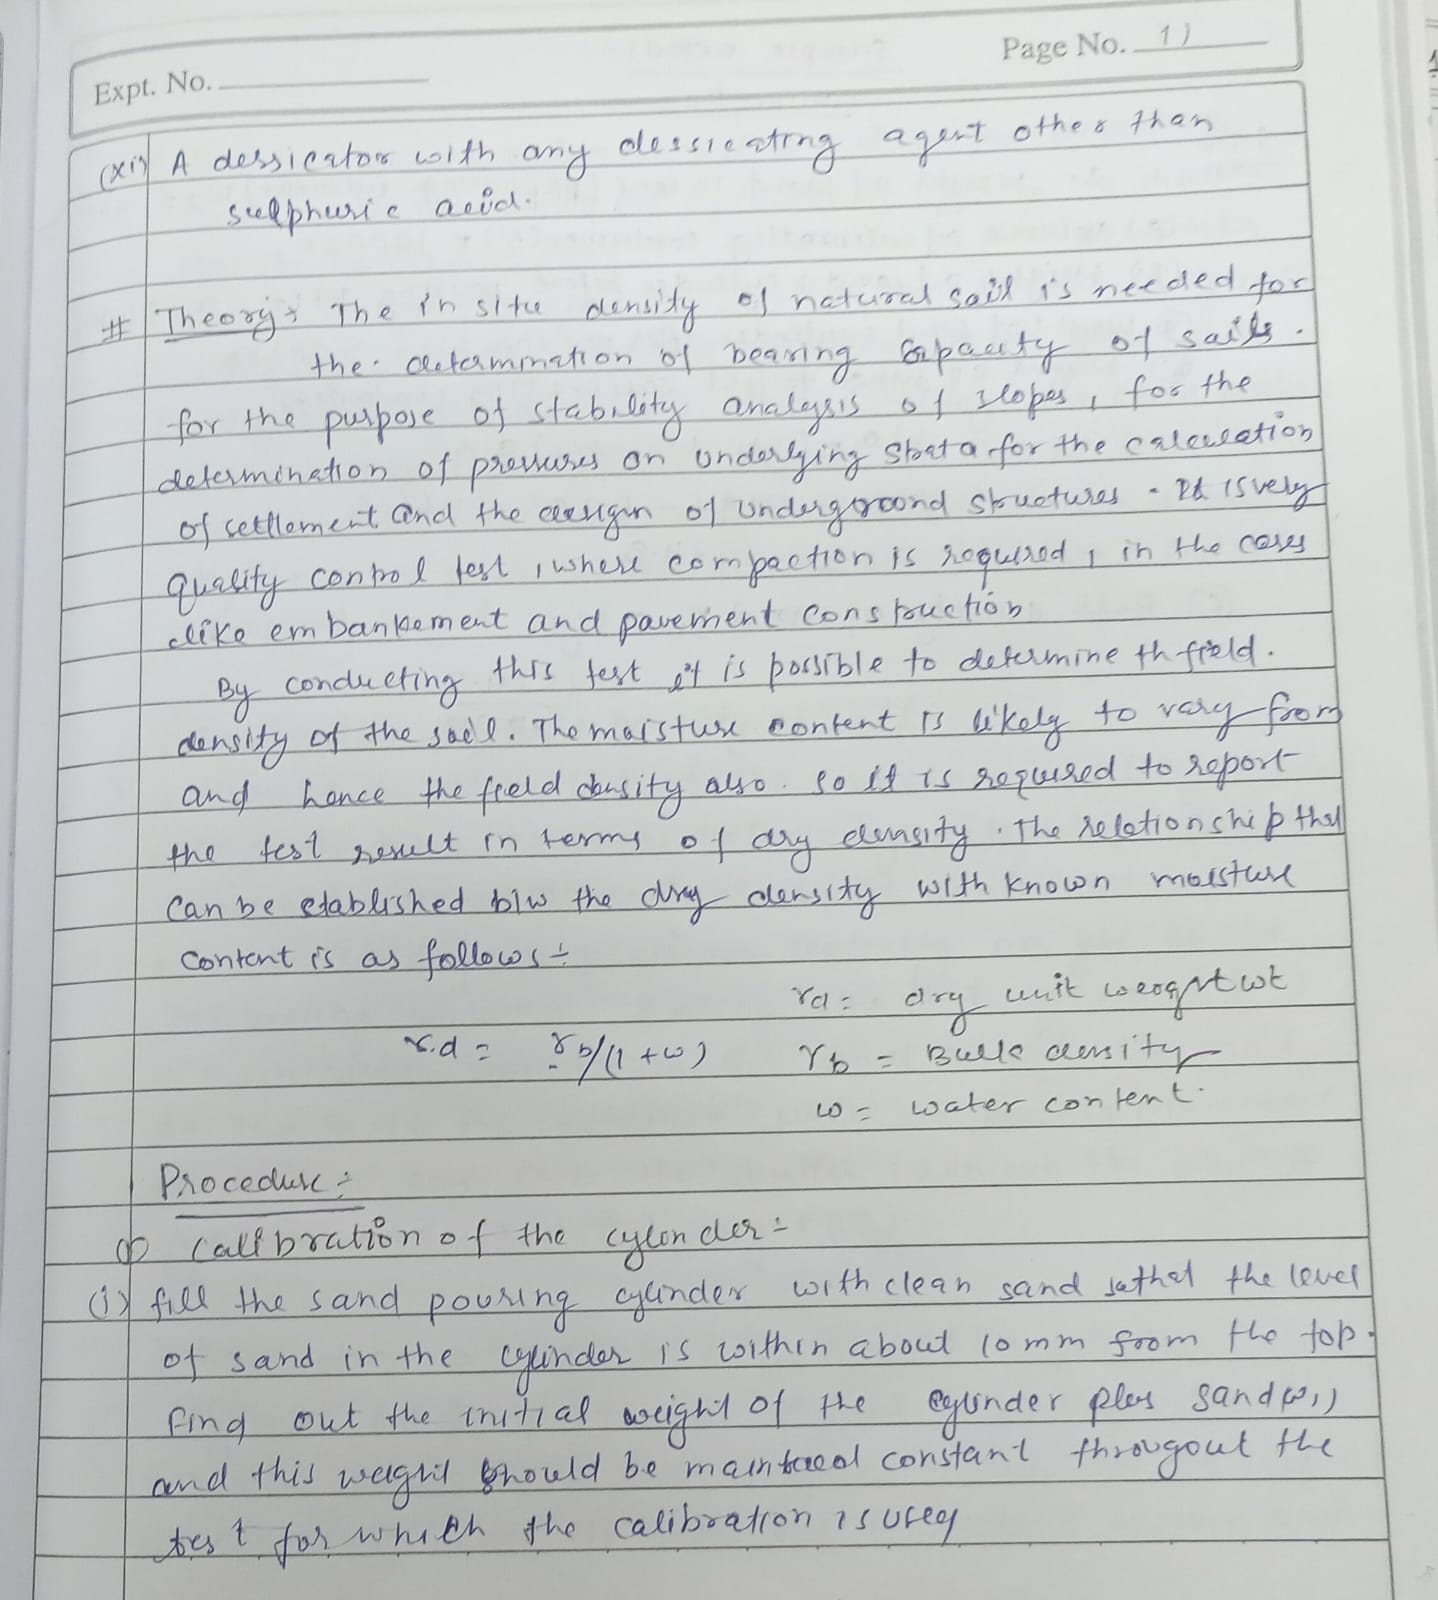 Expt. No.
Page No. 11
(xi) A dessicator with any dessicating agent other than
sulphuric acid.
# Theory :- The in situ density of natural soil is needed for
the determination of bearing capacity of soils.
for the purpose of stability analysis of slopes, for the
determination of pressures on underlying strata for the calculation
of settlement and the design of underground structures. It is very
quality control test, where compaction is required, in the cases
like embankement and pavement construction
By conducting this test it is possible to determine th field.
density of the soil. The moisture content is likely to vary from
and hence the field density also. So it is required to report
the test result in terms of dry density. The relationship that
can be established b/w the dry density with known moisture
content is as follows :-
γd = dry unit wt
γd = γb/(1+w) γb = Bulk density
w = water content.
Procedure :-
Calibration of the cylinder :-
(i) fill the sand pouring cylinder with clean sand so that the level
of sand in the cylinder is within about 10 mm from the top.
find out the initial weight of the cylinder plus sand (w1)
and this weight should be constant througout the
test for which the calibration is used